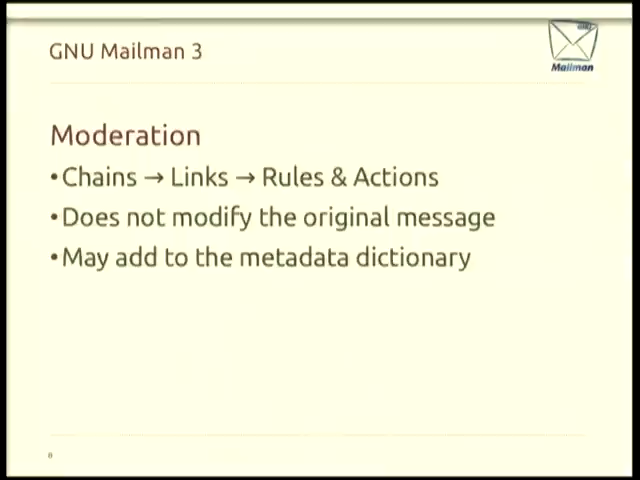 GNU Mailman 3
Mailman
Moderation
•Chains → Links → Rules & Actions
•Does not modify the original message
•May add to the metadata dictionary